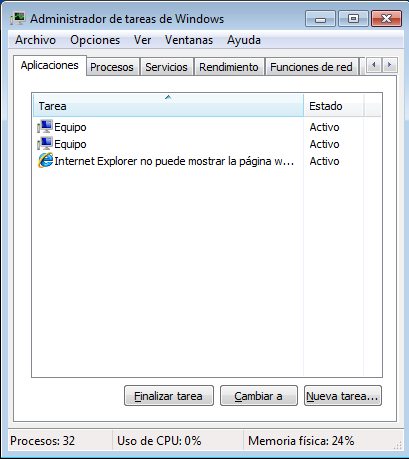 Administrador de tareas de Windows
Archivo Opciones Ver Ventanas Ayuda
Aplicaciones Procesos Servicios Rendimiento Funciones de red
Tarea Estado
Equipo Activo
Equipo Activo
Internet Explorer no puede mostrar la página w... Activo
Finalizar tarea Cambiar a Nueva tarea...
Procesos: 32 Uso de CPU: 0% Memoria física: 24%